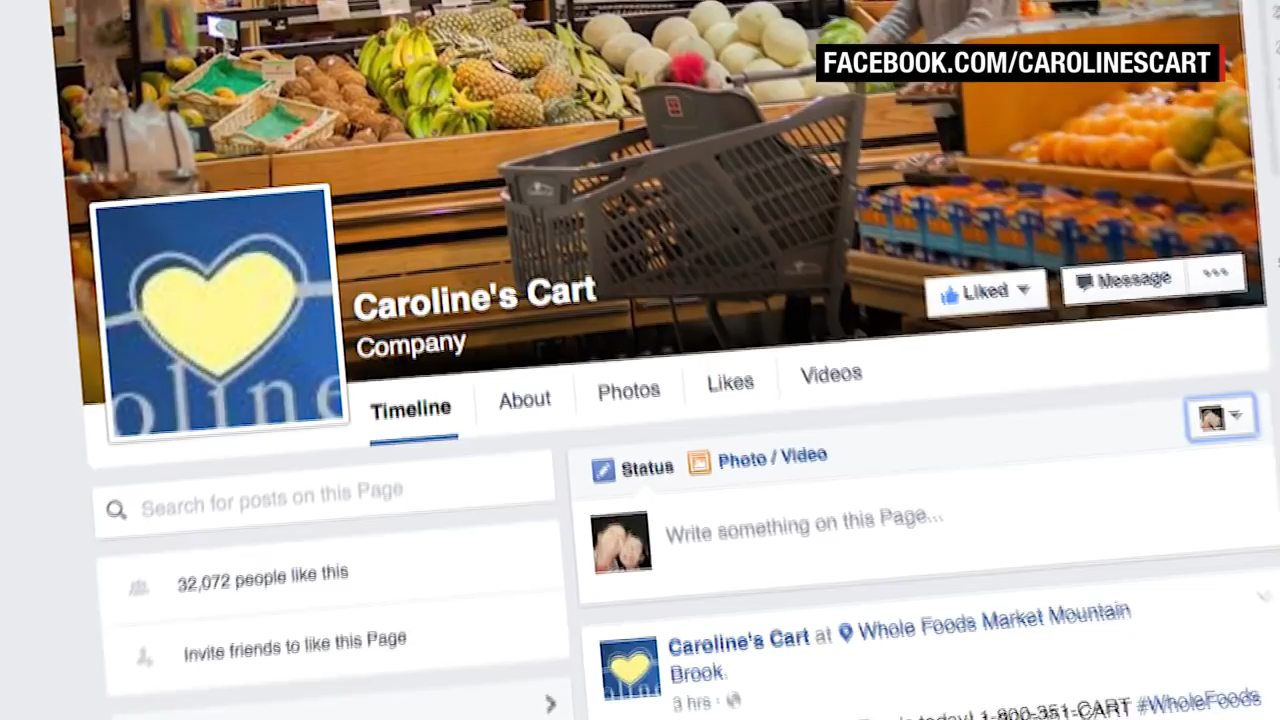 FACEBOOK.COM/CAROLINESCART
Caroline's Cart
Company
Liked
Message
oline
Timeline
About
Photos
Likes
Videos
Status
Photo / Video
Search for posts on this Page
Write something on this Page...
32,072 people like this
Invite friends to like this Page
Caroline's Cart at Whole Foods Market Mountain
Brook.
3 hrs
today! 1-800-351-CART #WholeFoods